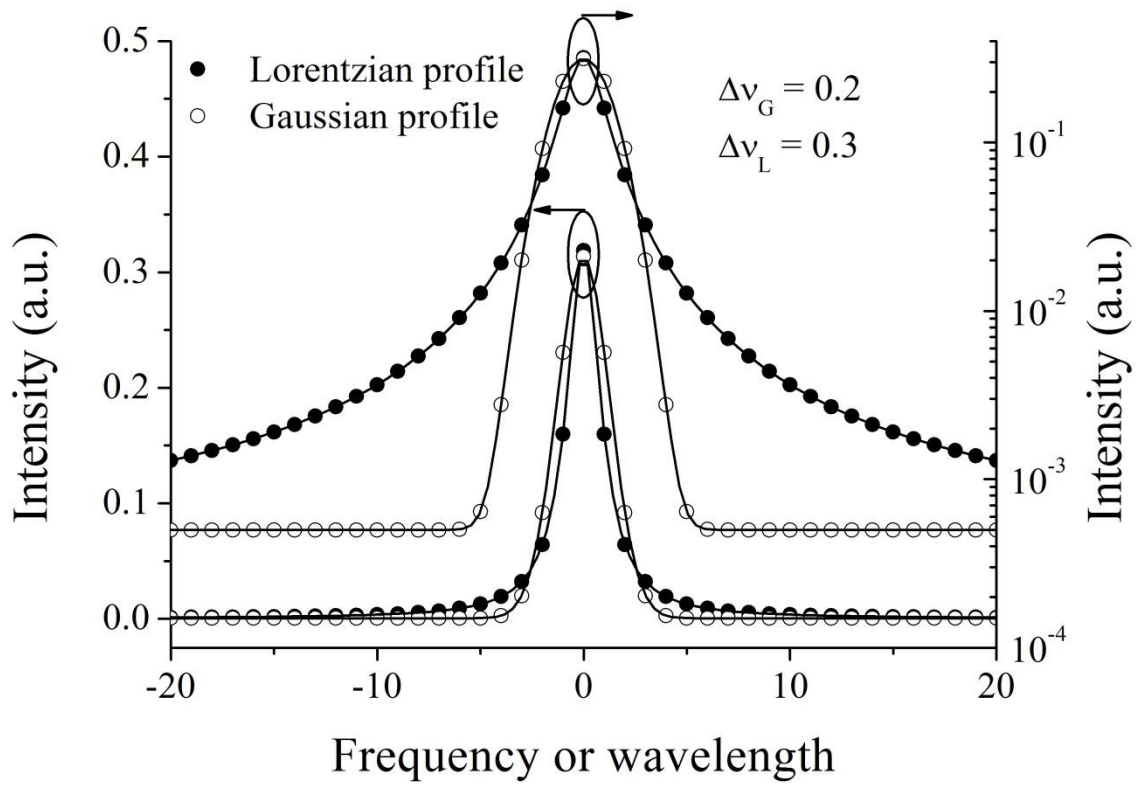 Lorentzian profile
Gaussian profile
Δν_G = 0.2
Δν_L = 0.3
Intensity (a.u.)
0.5
0.4
0.3
0.2
0.1
0.0
10^-1
10^-2
10^-3
10^-4
Intensity (a.u.)
-20 -10 0 10 20
Frequency or wavelength